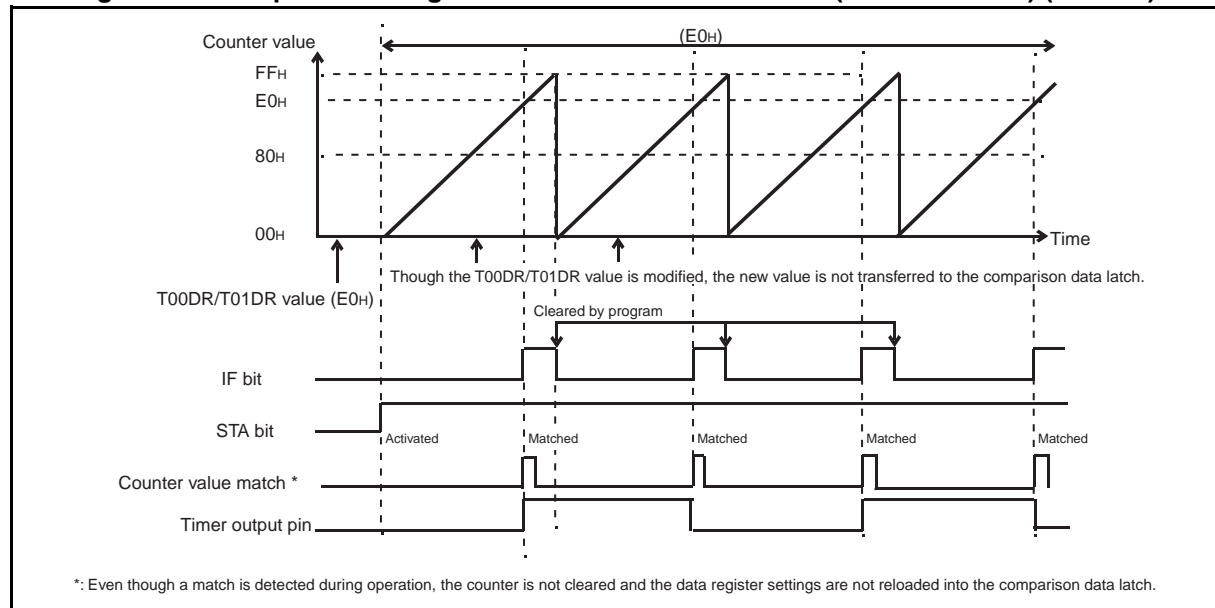 Counter value
(E0H)
FFH
E0H
80H
00H
Time
Though the T00DR/T01DR value is modified, the new value is not transferred to the comparison data latch.
T00DR/T01DR value (E0H)
Cleared by program
IF bit
STA bit
Activated Matched Matched Matched Matched
Counter value match *
Timer output pin
*: Even though a match is detected during operation, the counter is not cleared and the data register settings are not reloaded into the comparison data latch.